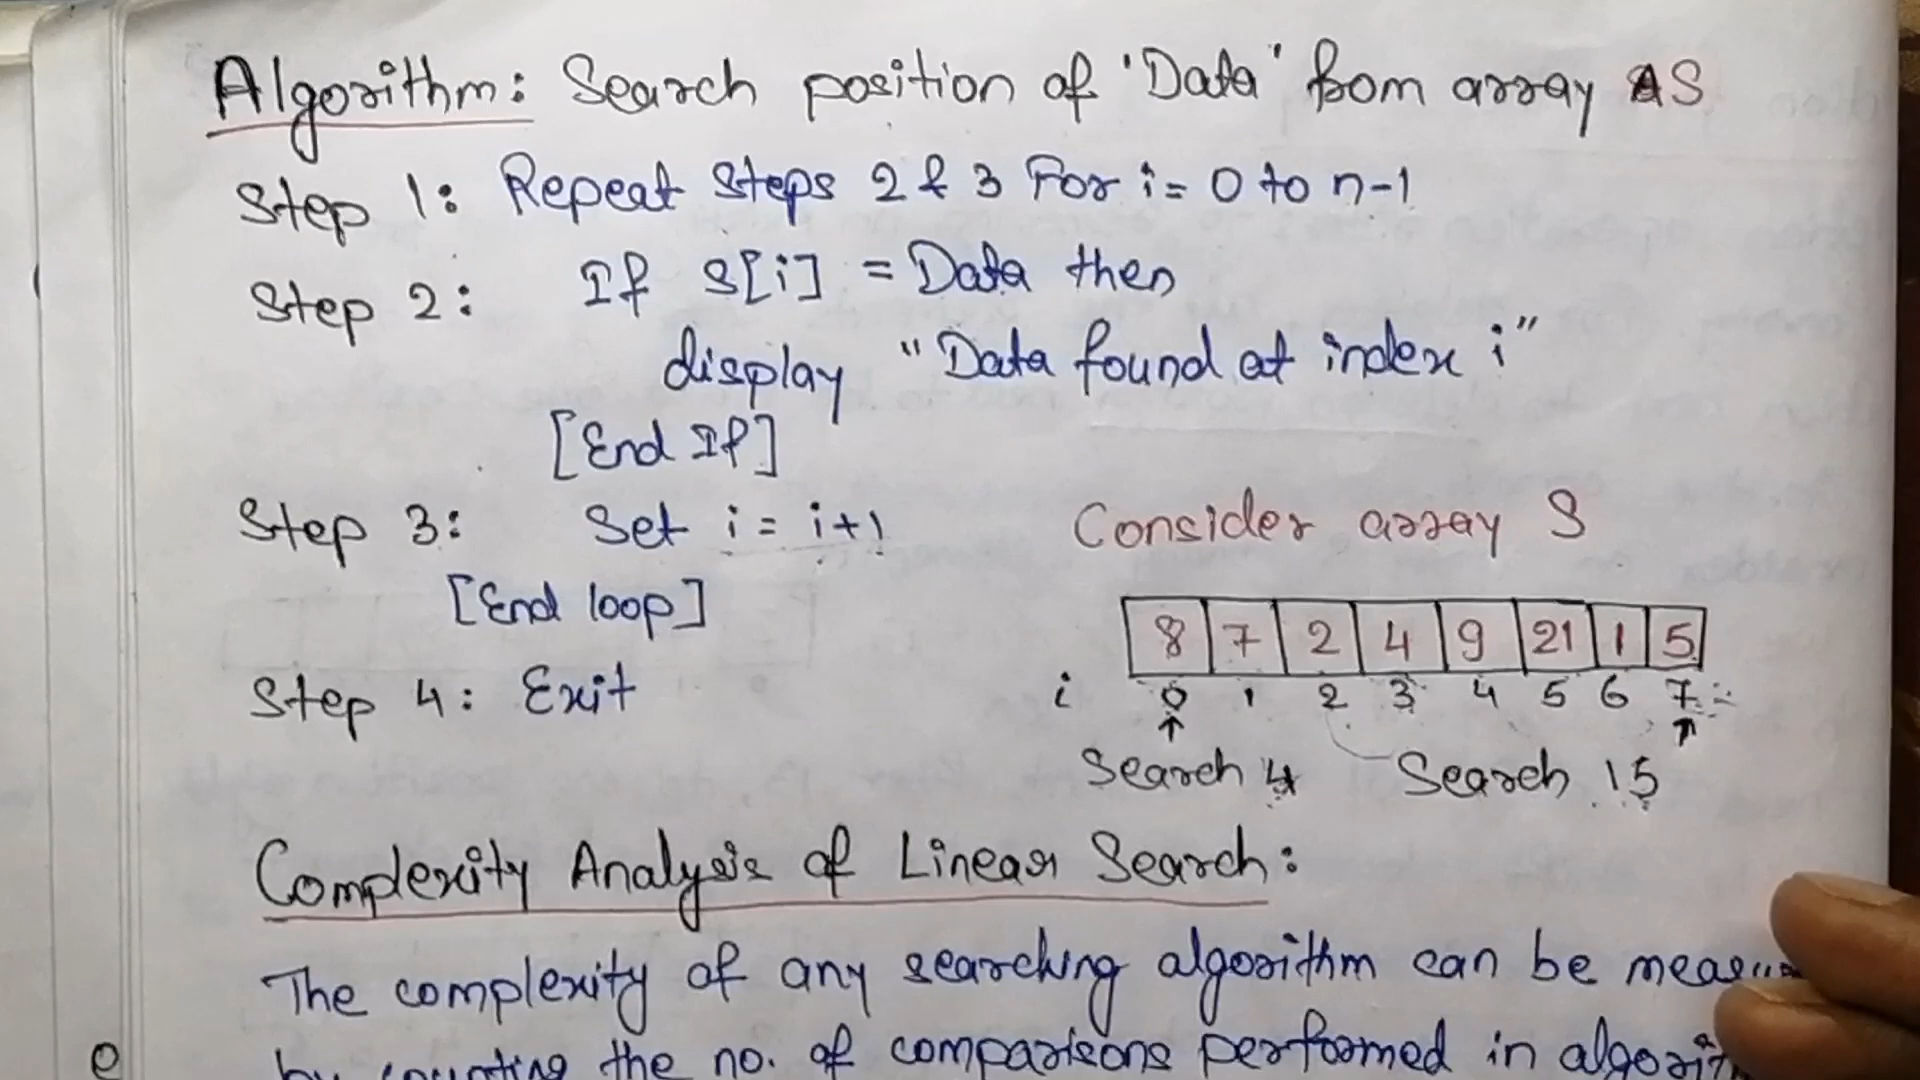 Algorithm: Search position of 'Data' from array S
Step 1: Repeat steps 2 & 3 For i = 0 to n-1
Step 2: If S[i] = Data then
display "Data found at index i"
[End If]
Step 3: Set i = i+1
[End loop]
Step 4: Exit
Consider array S
8 7 2 4 9 21 1 5
i 0 1 2 3 4 5 6 7
Search 4 Search 15
Complexity Analysis of Linear Search:
The complexity of any searching algorithm can be
by counting the no. of comparisons performed in
e